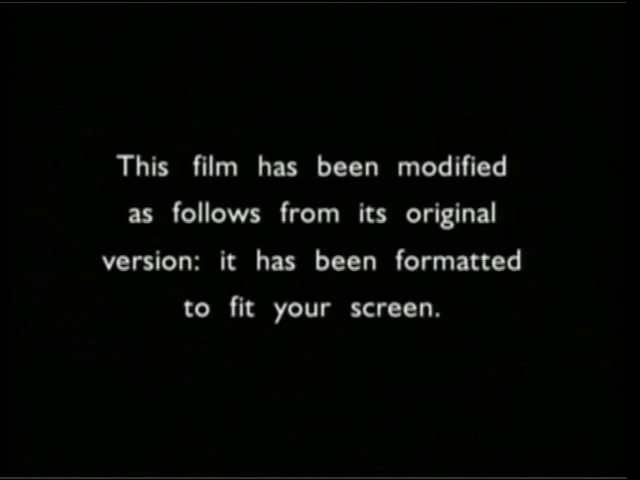 This film has been modified
as follows from its original
version: it has been formatted
to fit your screen.